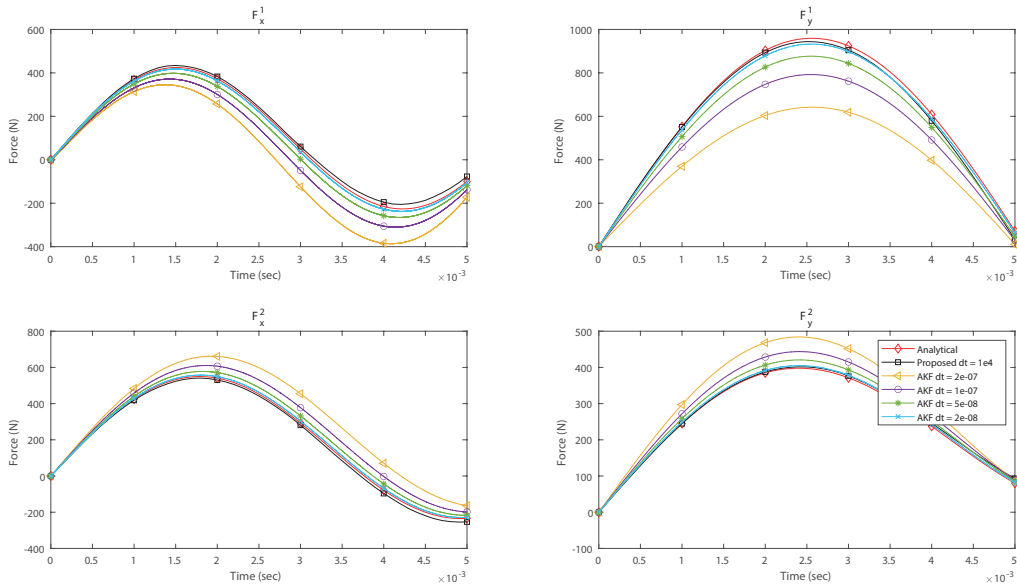 F_x^1
600
400
200
0
-200
-400
Force (N)
0 0.5 1 1.5 2 2.5 3 3.5 4 4.5 5
Time (sec)
×10^-3
F_y^1
1000
800
600
400
200
0
Force (N)
0 0.5 1 1.5 2 2.5 3 3.5 4 4.5 5
Time (sec)
×10^-3
F_x^2
800
600
400
200
0
-200
-400
Force (N)
0 0.5 1 1.5 2 2.5 3 3.5 4 4.5 5
Time (sec)
×10^-3
F_y^2
500
400
300
200
100
0
-100
Force (N)
Analytical
Proposed dt = 1e4
AKF dt = 2e-07
AKF dt = 1e-07
AKF dt = 5e-08
AKF dt = 2e-08
0 0.5 1 1.5 2 2.5 3 3.5 4 4.5 5
Time (sec)
×10^-3